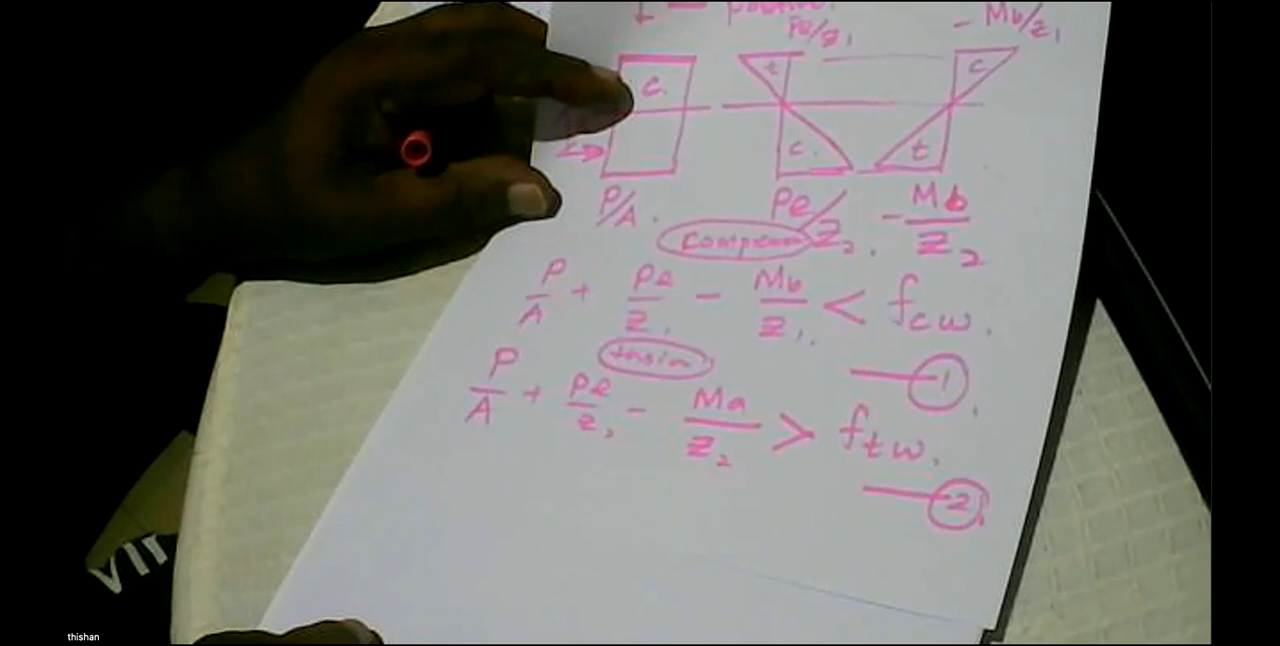 Pe/z₁ - Mb/z₁
c. t c
c. t
P/A. Pe/Z₂. - Mb/Z₂
compression
P/A + Pe/Z₁ - Mb/Z₁. < fcw.
1
tension
P/A + Pe/Z₂ - Ma/Z₂ > ftw.
2
VIR
thishan